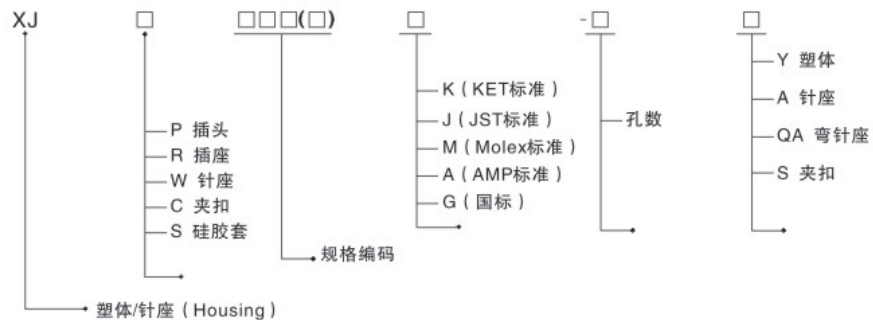 XJ □ □□□(□) □ -□ □
P 插头
R 插座
W 针座
C 夹扣
S 硅胶套
规格编码
K(KET标准)
J(JST标准)
M(Molex标准)
A(AMP标准)
G(国标)
孔数
Y 塑体
A 针座
QA 弯针座
S 夹扣
塑体/针座(Housing)